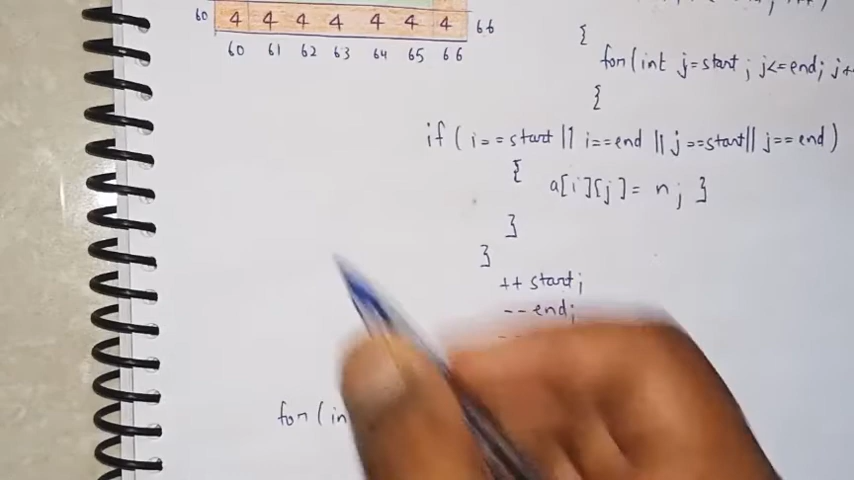 60 4 4 4 4 4 4 4 66
60 61 62 63 64 65 66
{
for(int j=start; j<=end; j+
{
if ( i==start || i==end || j==start || j==end)
{ a[i][j]= n; }
}
}
++start;
--end;
for (in